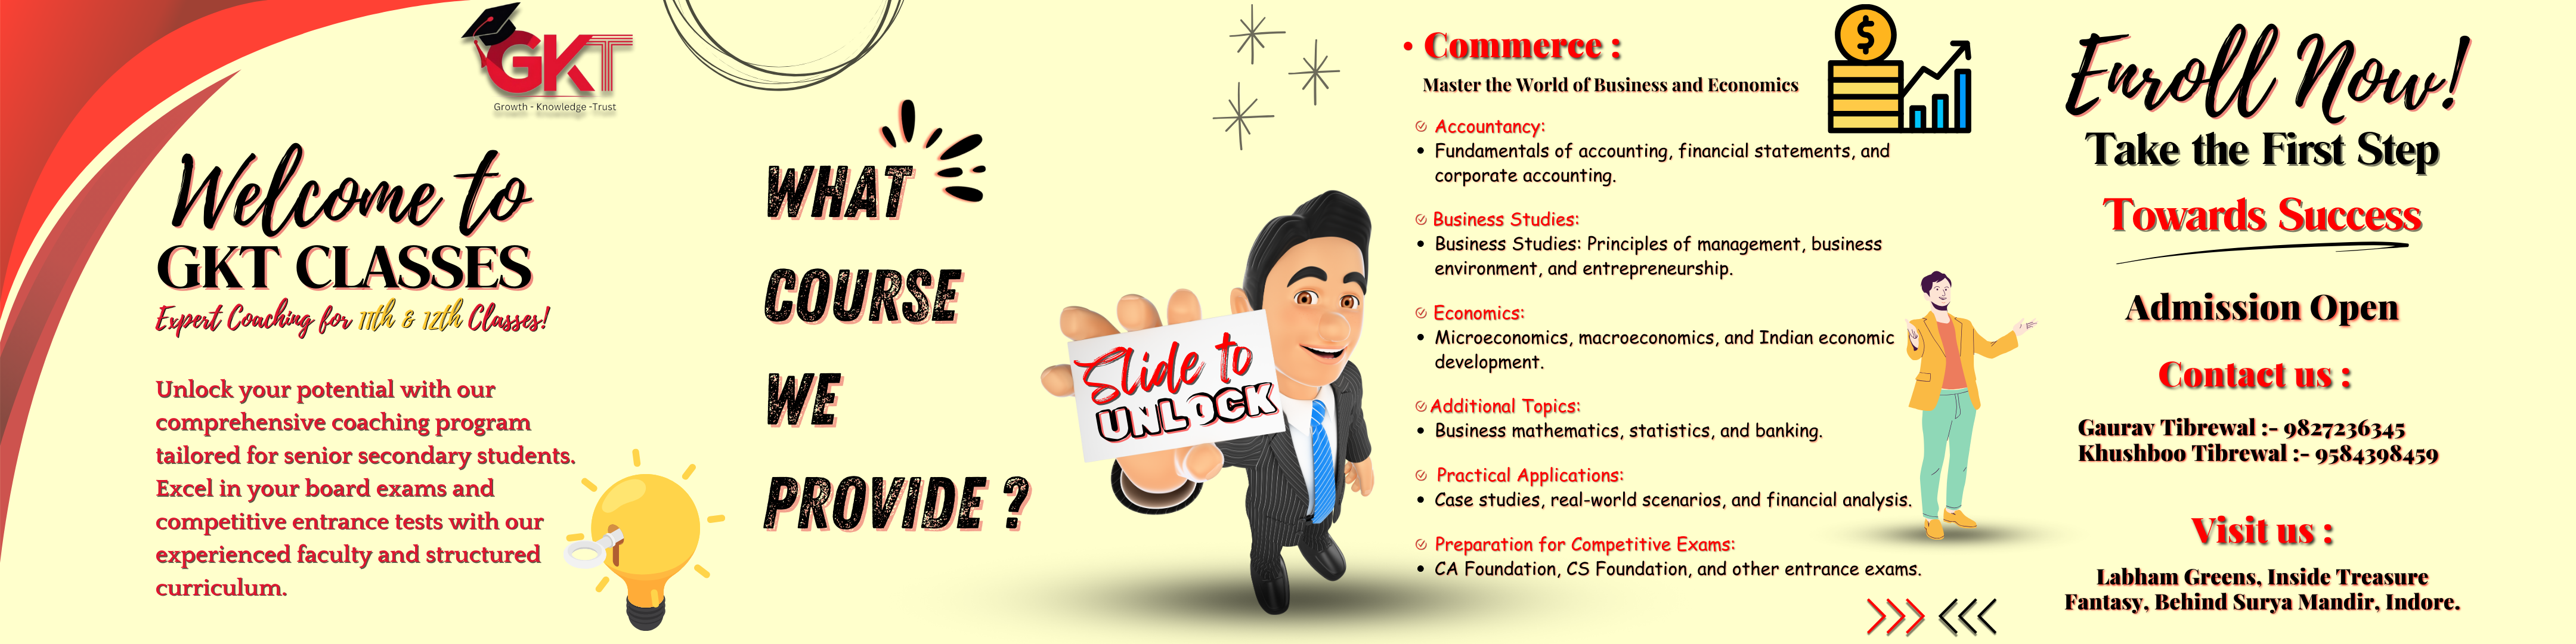 GKT
Growth - Knowledge -Trust
Welcome to
GKT CLASSES
Expert Coaching for 11th & 12th Classes!
Unlock your potential with our
comprehensive coaching program
tailored for senior secondary students.
Excel in your board exams and
competitive entrance tests with our
experienced faculty and structured
curriculum.
WHAT
COURSE
WE
PROVIDE ?
Slide to
UNLOCK
• Commerce :
Master the World of Business and Economics
Accountancy:
• Fundamentals of accounting, financial statements, and
corporate accounting.
Business Studies:
• Business Studies: Principles of management, business
environment, and entrepreneurship.
Economics:
• Microeconomics, macroeconomics, and Indian economic
development.
Additional Topics:
• Business mathematics, statistics, and banking.
Practical Applications:
• Case studies, real-world scenarios, and financial analysis.
Preparation for Competitive Exams:
• CA Foundation, CS Foundation, and other entrance exams.
$
Enroll Now!
Take the First Step
Towards Success
Admission Open
Contact us :
Gaurav Tibrewal :- 9827236345
Khushboo Tibrewal :- 9584398459
Visit us :
Labham Greens, Inside Treasure
Fantasy, Behind Surya Mandir, Indore.